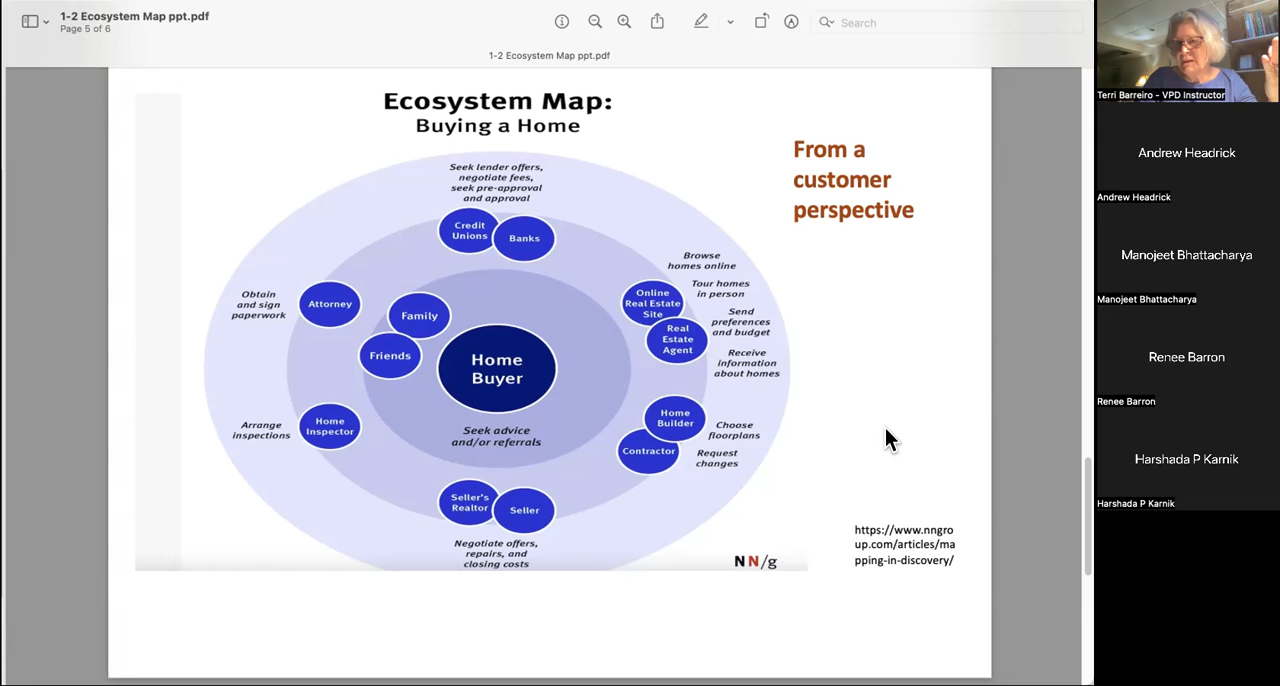 1-2 Ecosystem Map ppt.pdf
Page 5 of 6
Search
1-2 Ecosystem Map ppt.pdf
Ecosystem Map:
Buying a Home
From a
customer
perspective
Seek lender offers,
negotiate fees,
seek pre-approval
and approval
Credit
Unions
Banks
Browse
homes online
Tour homes
in person
Send
preferences
and budget
Receive
information
about homes
Online
Real Estate
Site
Real
Estate
Agent
Obtain
and sign
paperwork
Attorney
Family
Friends
Home
Buyer
Seek advice
and/or referrals
Arrange
inspections
Home
Inspector
Home
Builder
Contractor
Choose
floorplans
Request
changes
Seller's
Realtor
Seller
Negotiate offers,
repairs, and
closing costs
NN/g
https://www.nngro
up.com/articles/ma
pping-in-discovery/
Terri Barreiro - VPD Instructor
Andrew Headrick
Andrew Headrick
Manojeet Bhattacharya
Manojeet Bhattacharya
Renee Barron
Renee Barron
Harshada P Karnik
Harshada P Karnik